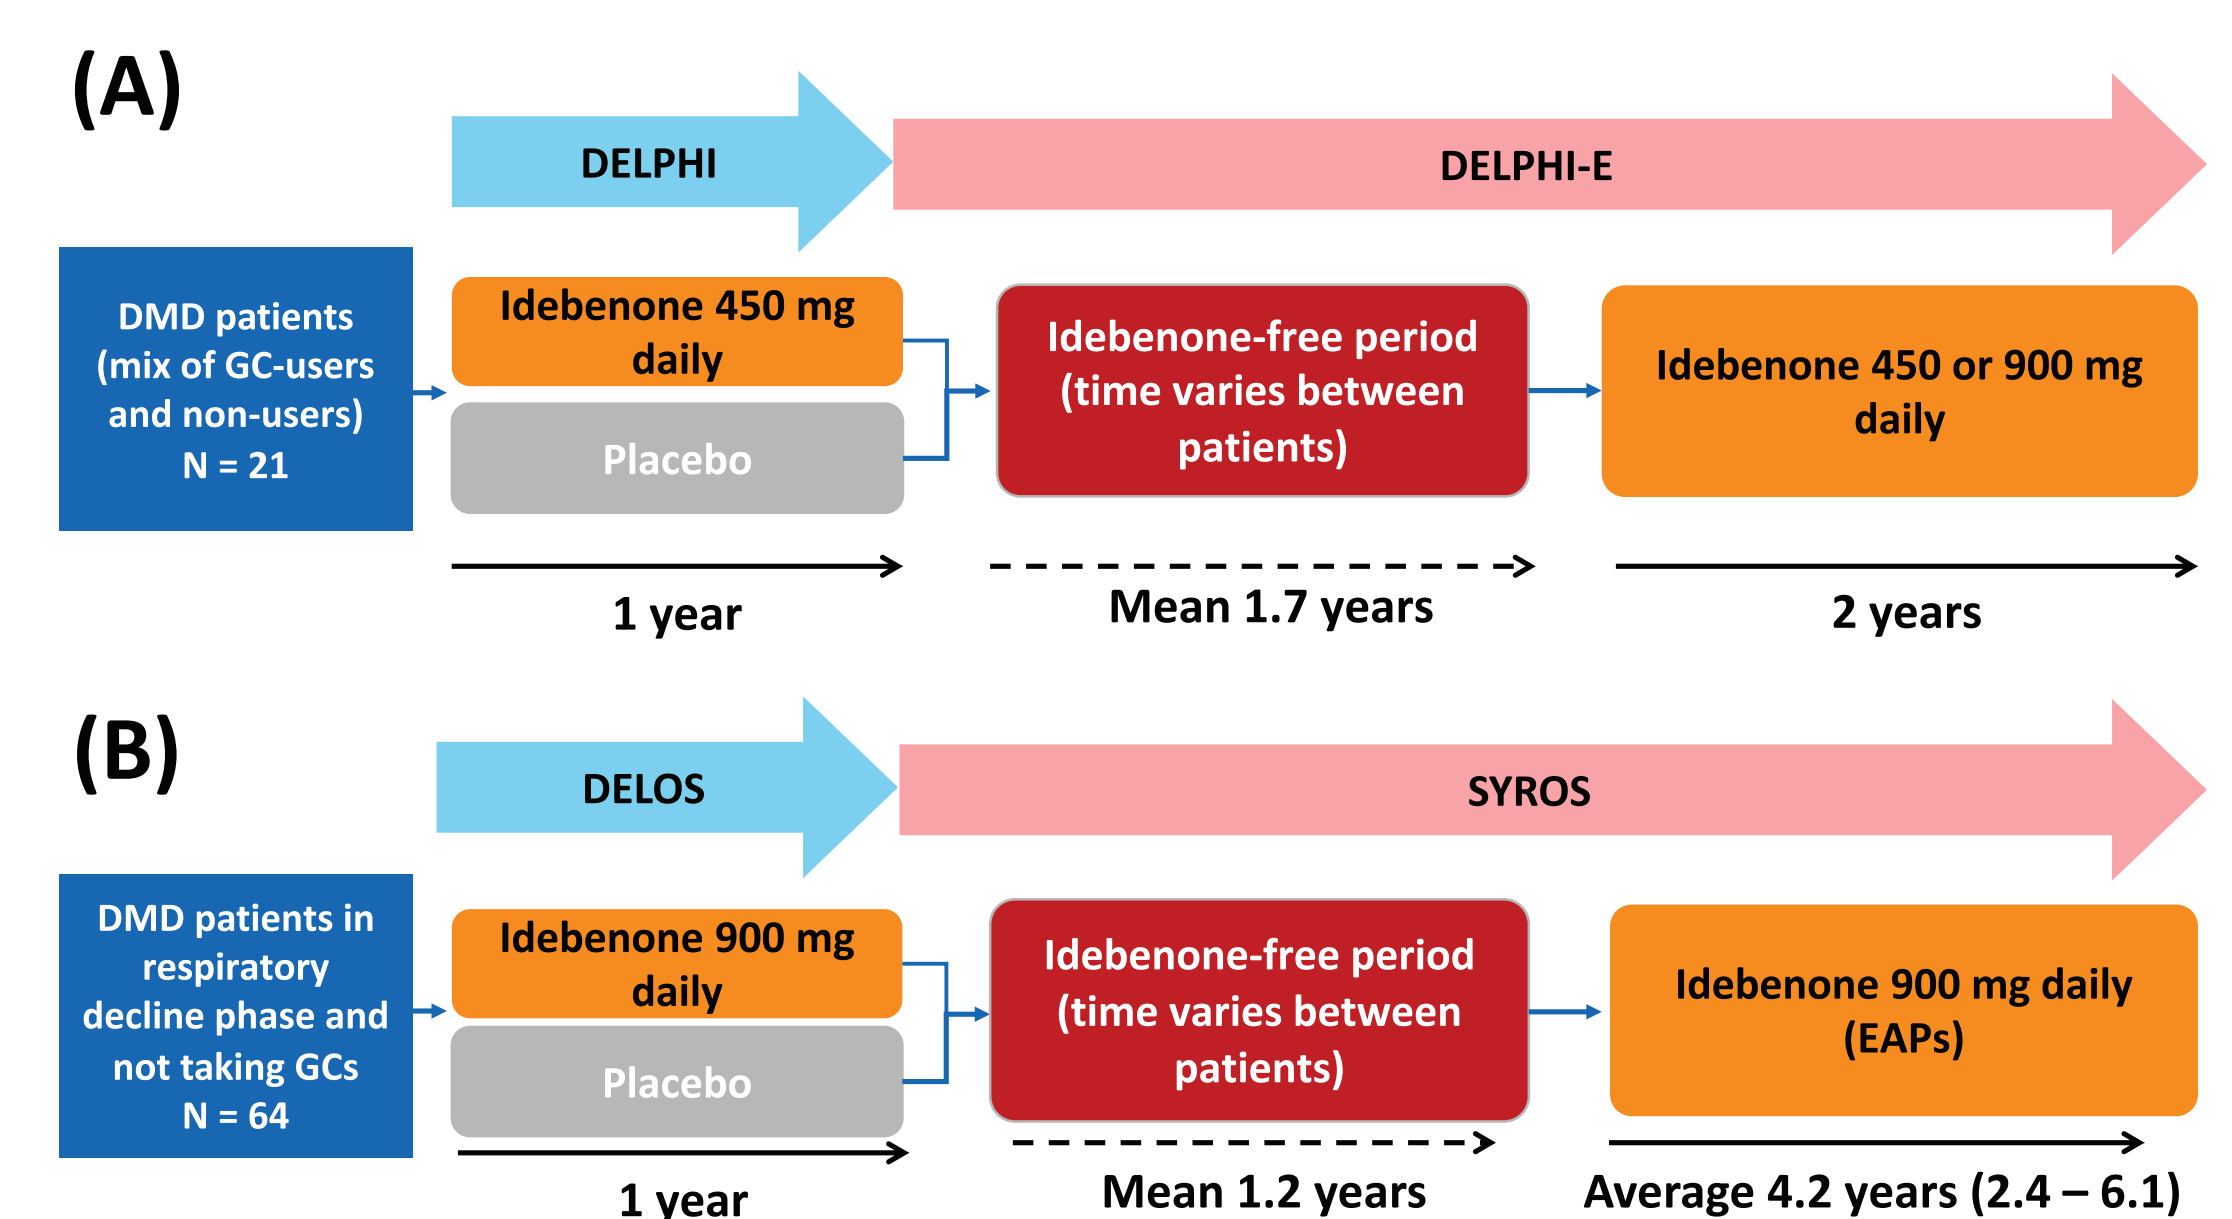 (A)
DELPHI
DELPHI-E
DMD patients
(mix of GC-users
and non-users)
N = 21
Idebenone 450 mg
daily
Placebo
Idebenone-free period
(time varies between
patients)
Idebenone 450 or 900 mg
daily
1 year
Mean 1.7 years
2 years
(B)
DELOS
SYROS
DMD patients in
respiratory
decline phase and
not taking GCs
N = 64
Idebenone 900 mg
daily
Placebo
Idebenone-free period
(time varies between
patients)
Idebenone 900 mg daily
(EAPs)
1 year
Mean 1.2 years
Average 4.2 years (2.4 – 6.1)